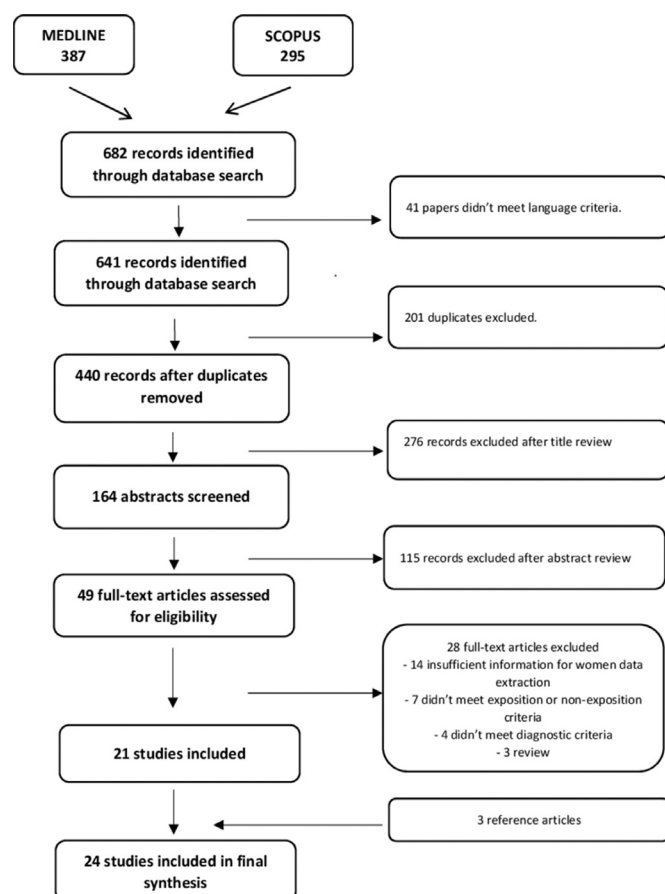 MEDLINE
387
SCOPUS
295
682 records identified
through database search
41 papers didn't meet language criteria.
641 records identified
through database search
201 duplicates excluded.
440 records after duplicates
removed
276 records excluded after title review
164 abstracts screened
115 records excluded after abstract review
49 full-text articles assessed
for eligibility
28 full-text articles excluded
- 14 insufficient information for women data
extraction
- 7 didn't meet exposition or non-exposition
criteria
- 4 didn't meet diagnostic criteria
- 3 review
21 studies included
3 reference articles
24 studies included in final
synthesis